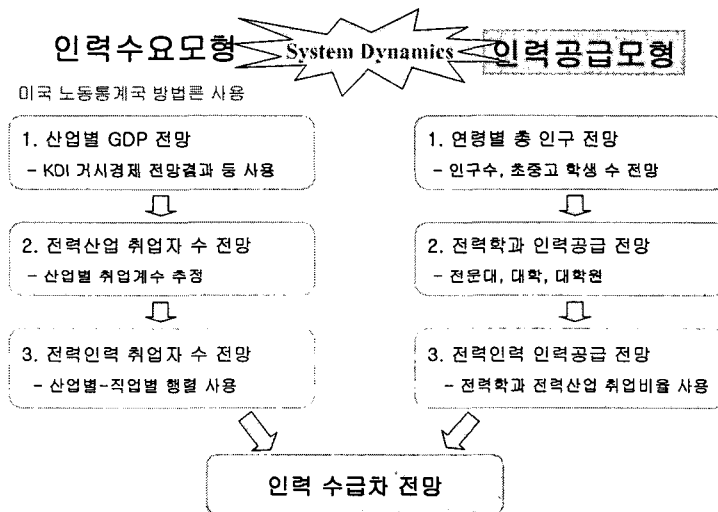 인력수요모형
System Dynamics
인력공급모형
미국 노동통계국 방법론 사용
1. 산업별 GDP 전망
- KDI 거시경제 전망결과 등 사용
2. 전력산업 취업자 수 전망
- 산업별 취업계수 추정
3. 전력인력 취업자 수 전망
- 산업별-직업별 행렬 사용
1. 연령별 총 인구 전망
- 인구수, 초중고 학생 수 전망
2. 전력학과 인력공급 전망
- 전문대, 대학, 대학원
3. 전력인력 인력공급 전망
- 전력학과 전력산업 취업비율 사용
인력 수급차 전망